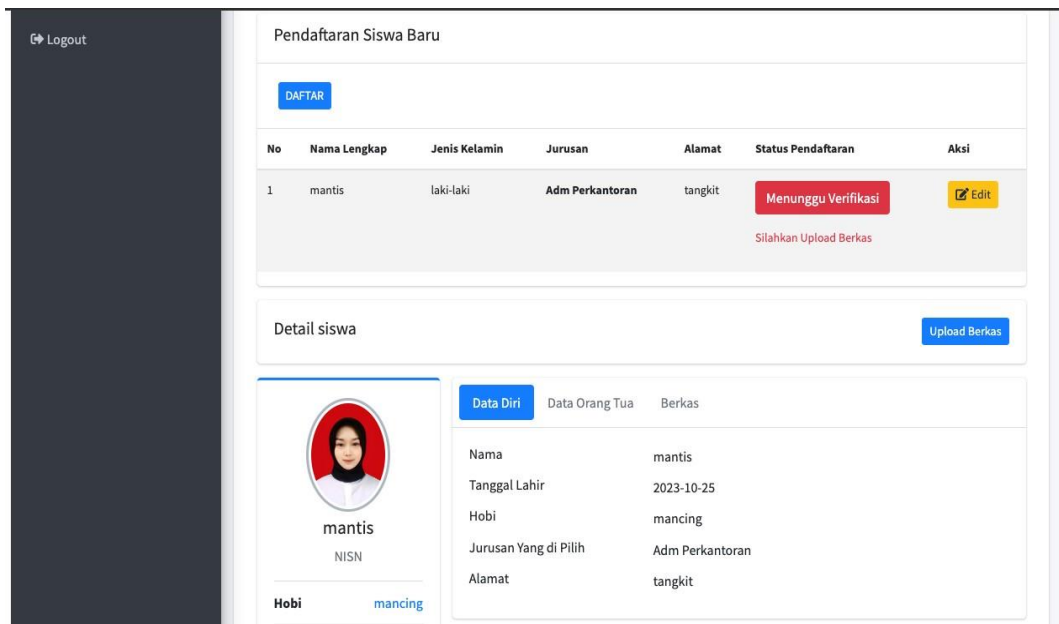 Logout
Pendaftaran Siswa Baru
DAFTAR
No Nama Lengkap Jenis Kelamin Jurusan Alamat Status Pendaftaran Aksi
1 mantis laki-laki Adm Perkantoran tangkit Menunggu Verifikasi Edit
Silahkan Upload Berkas
Detail siswa Upload Berkas
mantis
NISN
Hobi mancing
Data Diri Data Orang Tua Berkas
Nama mantis
Tanggal Lahir 2023-10-25
Hobi mancing
Jurusan Yang di Pilih Adm Perkantoran
Alamat tangkit